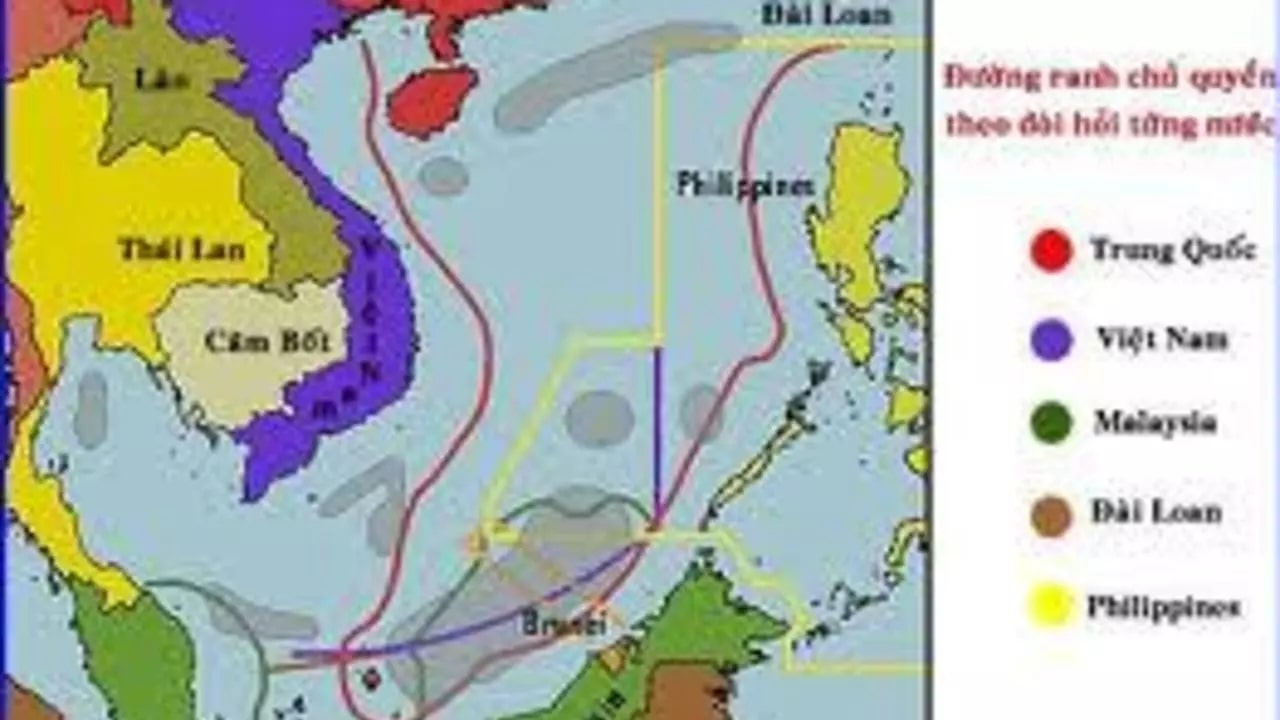 Đài Loan
Đường ranh chủ quyền
theo đòi hỏi từng nước
Lào
Philippines
Thái Lan
Việt Nam
Căm Bốt
Brunei
Trung Quốc
Việt Nam
Malaysia
Đài Loan
Philippines